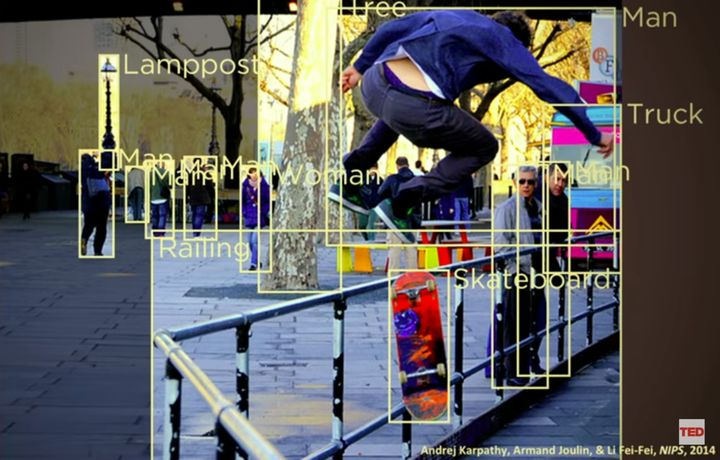 Tree
Man
Lamppost
Truck
Man
Man
Man
Man
Woman
Man
Man
Railing
Skateboard
TED
Andrej Karpathy, Armand Joulin, & Li Fei-Fei, NIPS, 2014